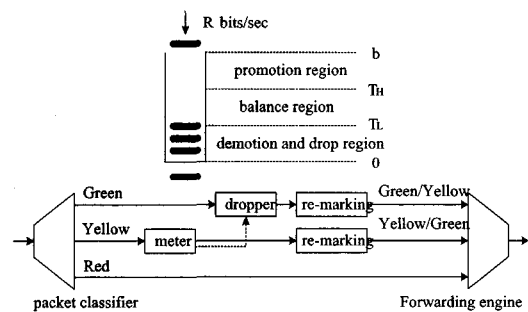 R bits/sec
b
promotion region
TH
balance region
TL
demotion and drop region
0
Green
dropper
re-marking
Green/Yellow
Yellow
meter
re-marking
Yellow/Green
Red
packet classifier
Forwarding engine